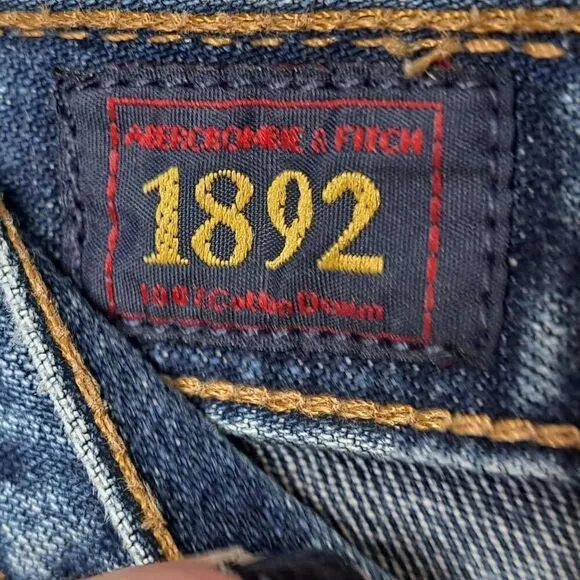 ABERCROMBIE & FITCH
1892
100% Cotton Denim